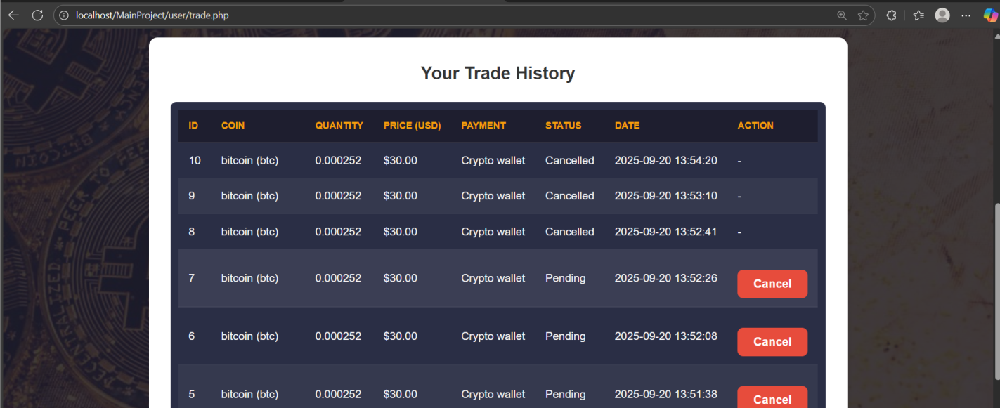 localhost/MainProject/user/trade.php
Your Trade History
ID COIN QUANTITY PRICE (USD) PAYMENT STATUS DATE ACTION
10 bitcoin (btc) 0.000252 $30.00 Crypto wallet Cancelled 2025-09-20 13:54:20 -
9 bitcoin (btc) 0.000252 $30.00 Crypto wallet Cancelled 2025-09-20 13:53:10 -
8 bitcoin (btc) 0.000252 $30.00 Crypto wallet Cancelled 2025-09-20 13:52:41 -
7 bitcoin (btc) 0.000252 $30.00 Crypto wallet Pending 2025-09-20 13:52:26 Cancel
6 bitcoin (btc) 0.000252 $30.00 Crypto wallet Pending 2025-09-20 13:52:08 Cancel
5 bitcoin (btc) 0.000252 $30.00 Crypto wallet Pending 2025-09-20 13:51:38 Cancel
BITCOIN
DECENTRALIZED * PEER TO PEER